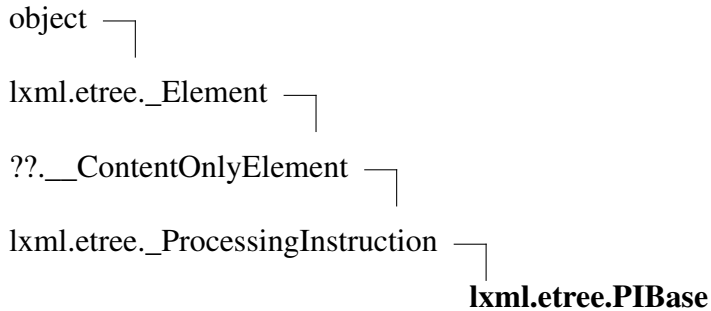 object
lxml.etree._Element
??.__ContentOnlyElement
lxml.etree._ProcessingInstruction
lxml.etree.PIBase